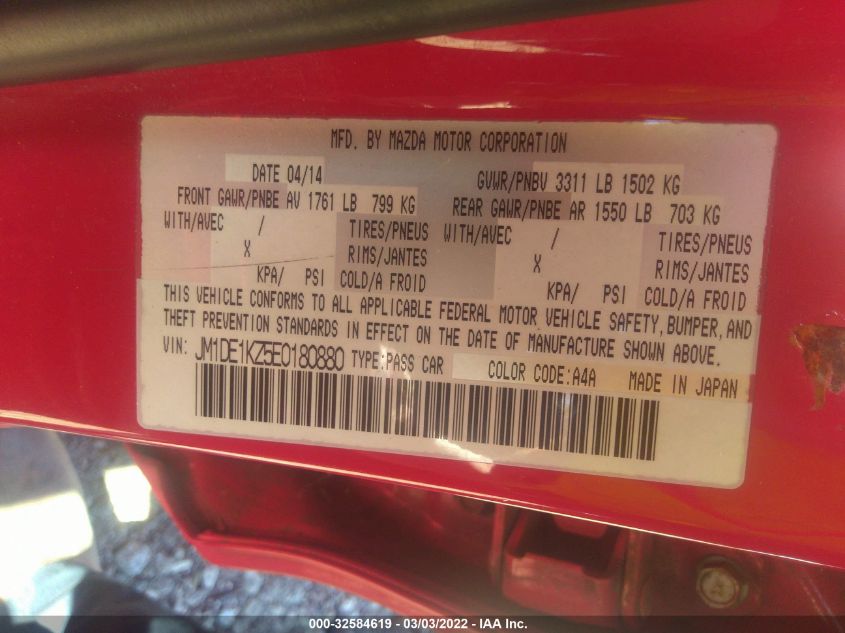 MFD. BY MAZDA MOTOR CORPORATION
DATE 04/14 GVWR/PNBV 3311 LB 1502 KG
FRONT GAWR/PNBE AV 1761 LB 799 KG REAR GAWR/PNBE AR 1550 LB 703 KG
WITH/AVEC / TIRES/PNEUS WITH/AVEC / TIRES/PNEUS
X RIMS/JANTES X RIMS/JANTES
KPA/ PSI COLD/A FROID KPA/ PSI COLD/A FROID
THIS VEHICLE CONFORMS TO ALL APPLICABLE FEDERAL MOTOR VEHICLE SAFETY, BUMPER, AND
THEFT PREVENTION STANDARDS IN EFFECT ON THE DATE OF MANUFACTURE SHOWN ABOVE.
VIN: JM1DE1KZ5E0180880 TYPE:PASS CAR COLOR CODE:A4A MADE IN JAPAN
000-32584619 - 03/03/2022 - IAA Inc.